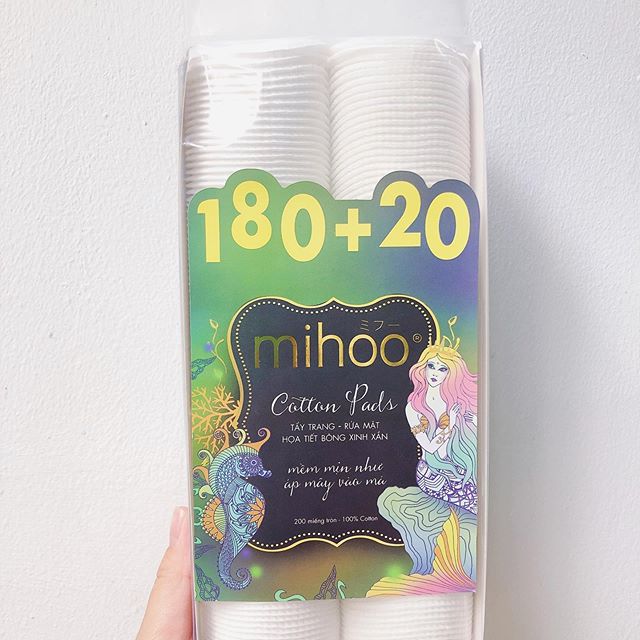 180+20
ミフー
mihoo®
Cotton Pads
TẨY TRANG - RỬA MẶT
HỌA TIẾT BÔNG XINH XẮN
mềm mịn như
áp mây vào má
200 miếng tròn - 100% Cotton